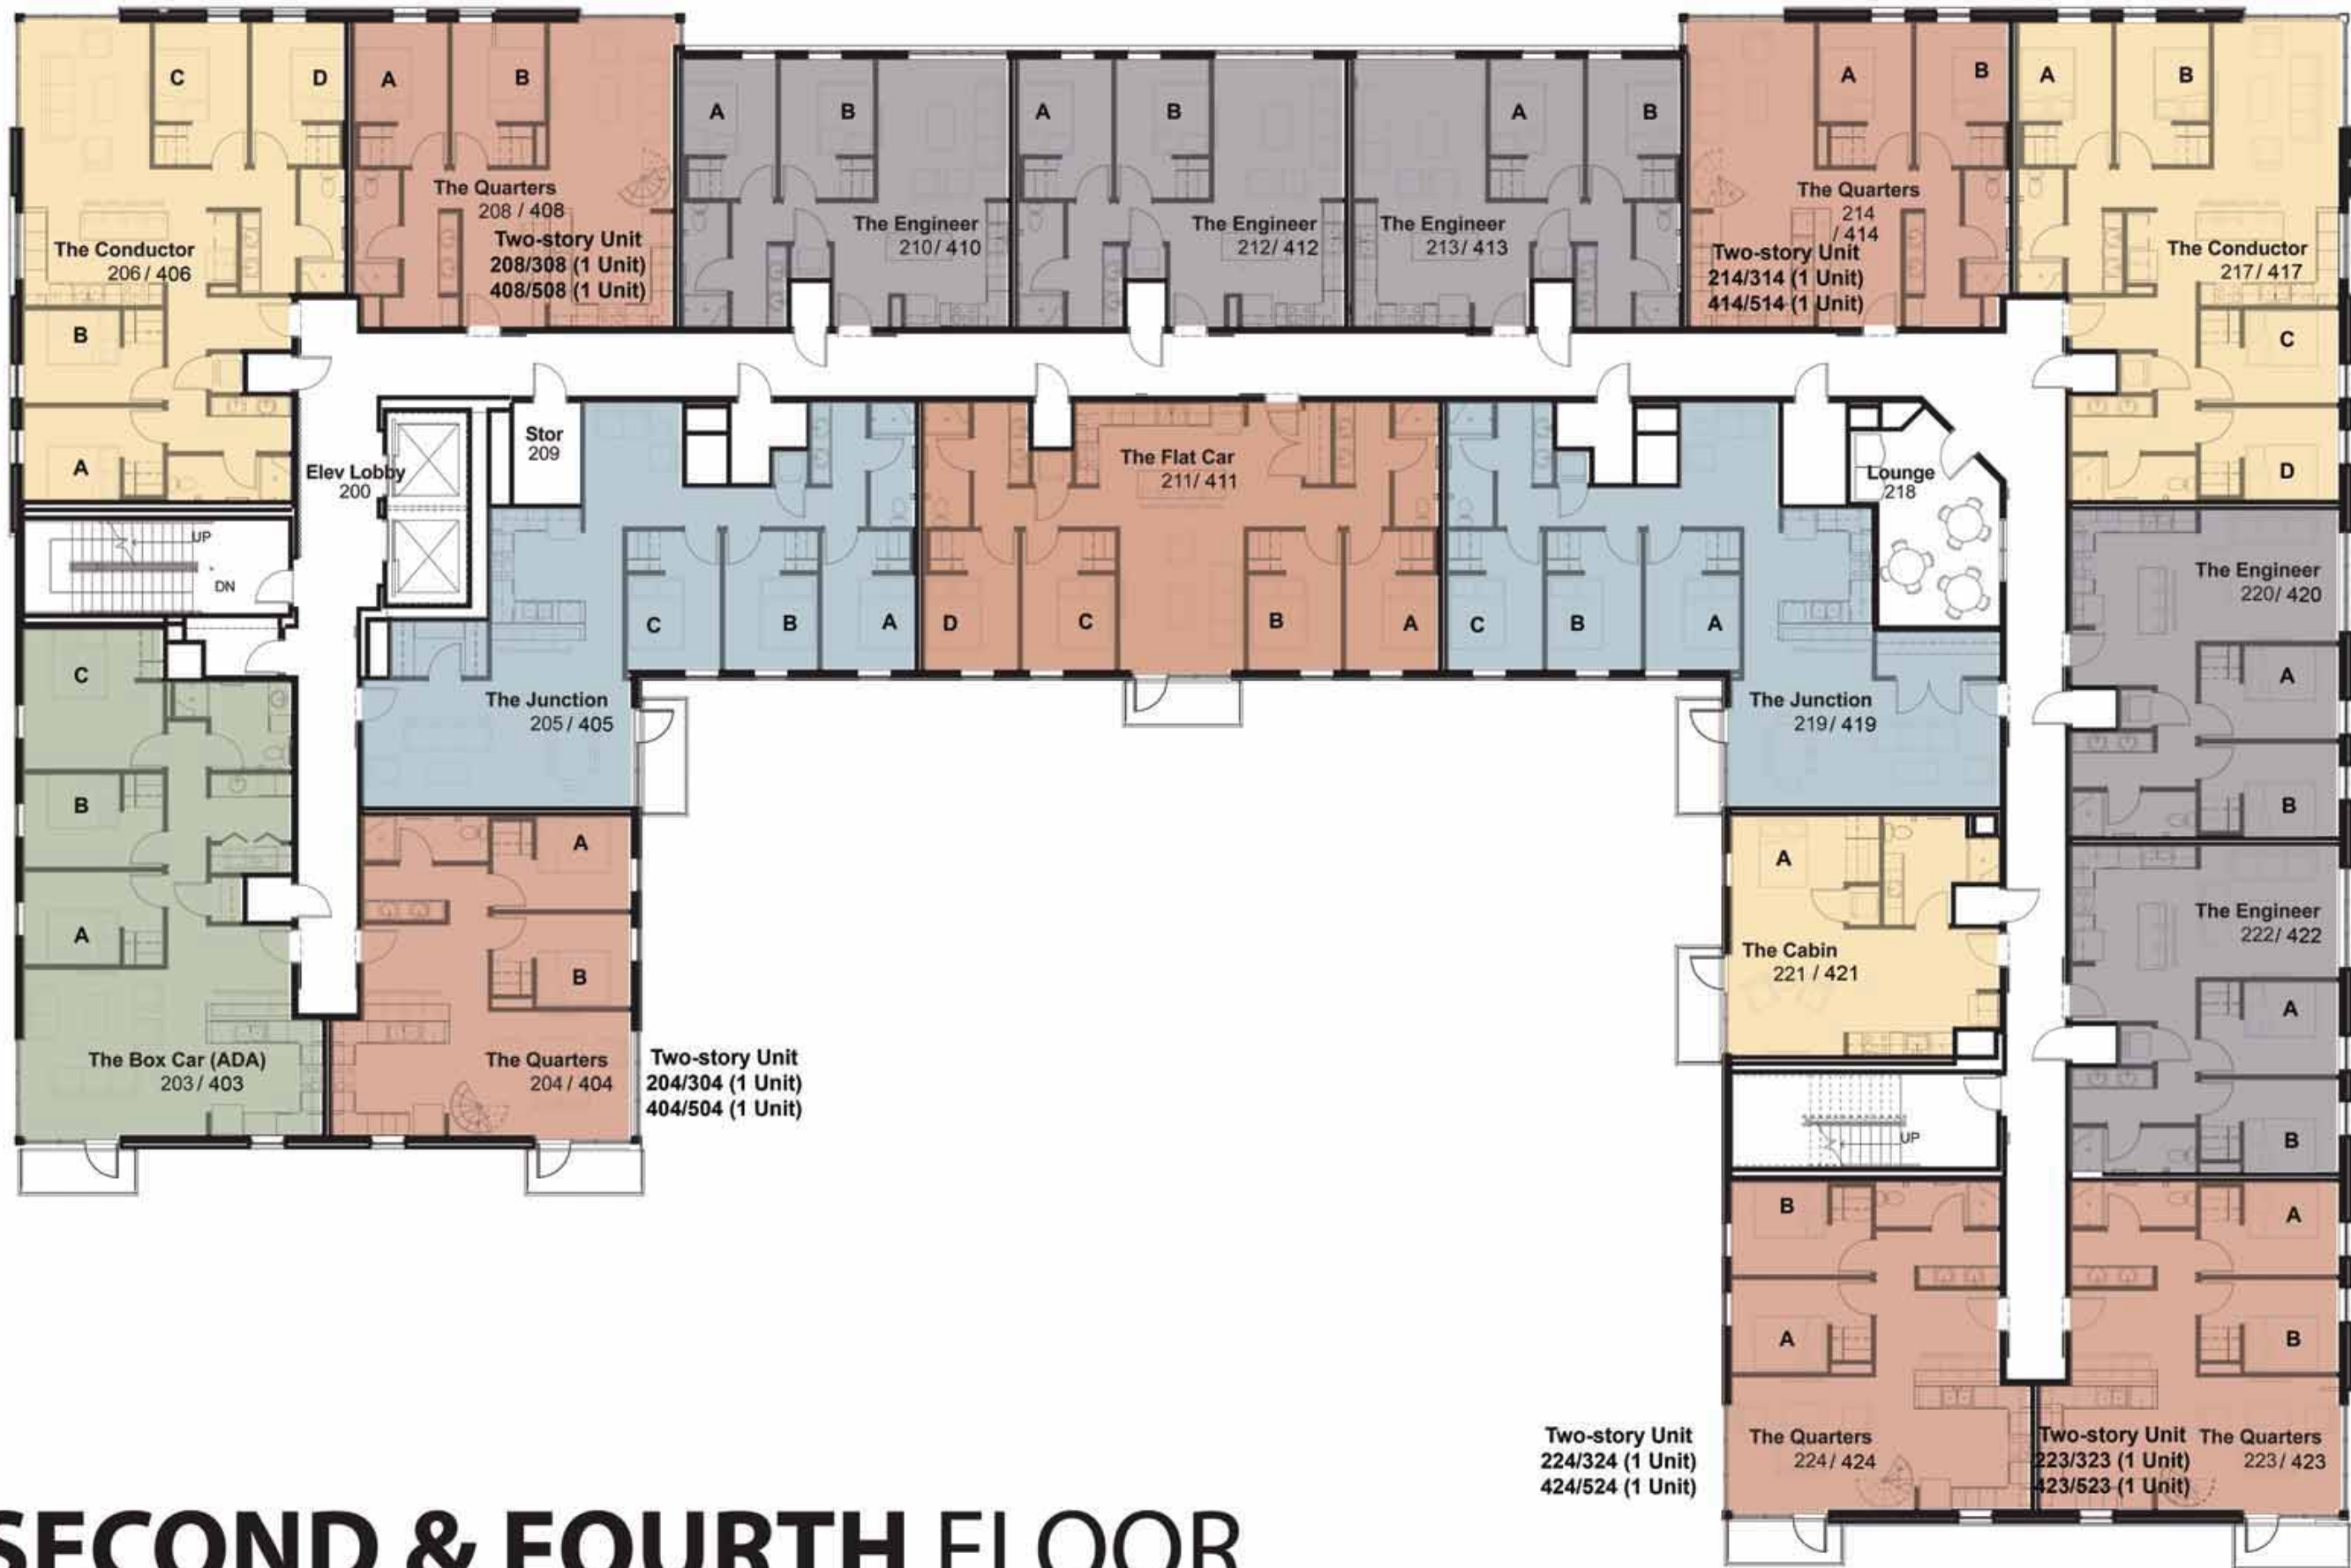 C
D
The Conductor
206 / 406
B
A
A
B
The Quarters
208 / 408
Two-story Unit
208/308 (1 Unit)
408/508 (1 Unit)
A
B
The Engineer
210/ 410
A
B
The Engineer
212/ 412
A
B
The Engineer
213/ 413
A
B
The Quarters
214
/ 414
Two-story Unit
214/314 (1 Unit)
414/514 (1 Unit)
A
B
The Conductor
217/ 417
C
D
Elev Lobby
200
Stor
209
UP
DN
C
B
A
The Junction
205 / 405
The Flat Car
211/ 411
D
C
B
A
C
B
A
The Junction
219/ 419
Lounge
218
The Engineer
220/ 420
A
B
C
B
A
The Box Car (ADA)
203 / 403
A
B
The Quarters
204 / 404
Two-story Unit
204/304 (1 Unit)
404/504 (1 Unit)
A
The Cabin
221 / 421
The Engineer
222/ 422
A
B
UP
B
A
The Quarters
224 / 424
Two-story Unit
224/324 (1 Unit)
424/524 (1 Unit)
A
B
Two-story Unit
223/323 (1 Unit)
423/523 (1 Unit)
The Quarters
223 / 423
SECOND & FOURTH FLOOR